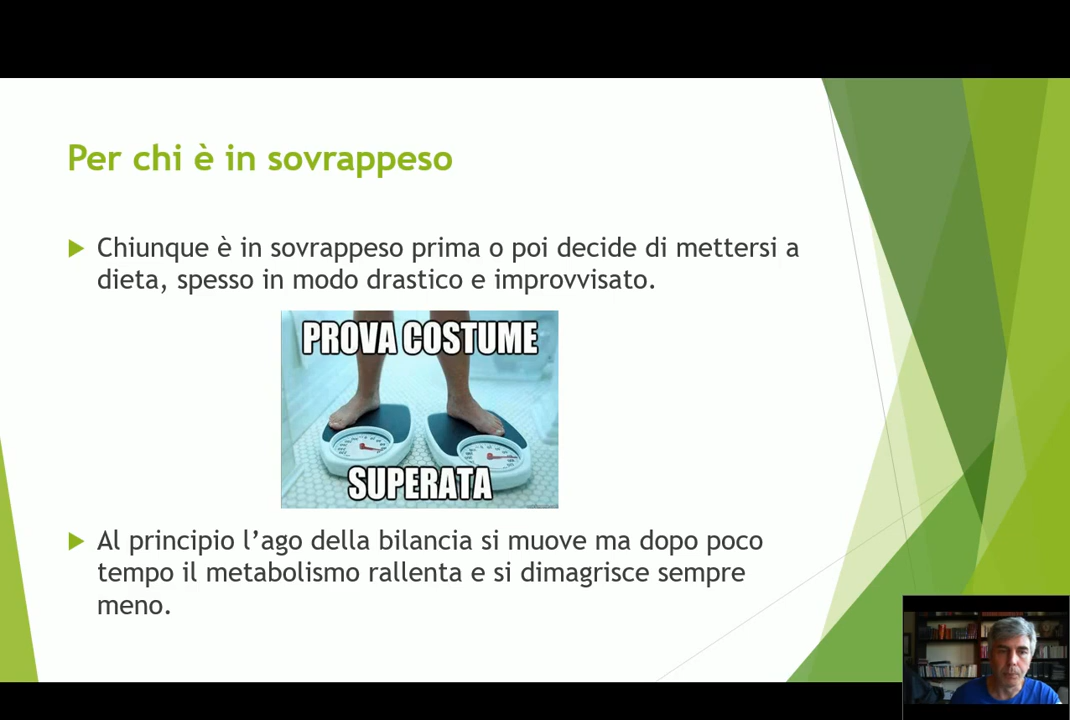 Per chi è in sovrappeso
Chiunque è in sovrappeso prima o poi decide di mettersi a
dieta, spesso in modo drastico e improvvisato.
PROVA COSTUME
SUPERATA
Al principio l’ago della bilancia si muove ma dopo poco
tempo il metabolismo rallenta e si dimagrisce sempre
meno.